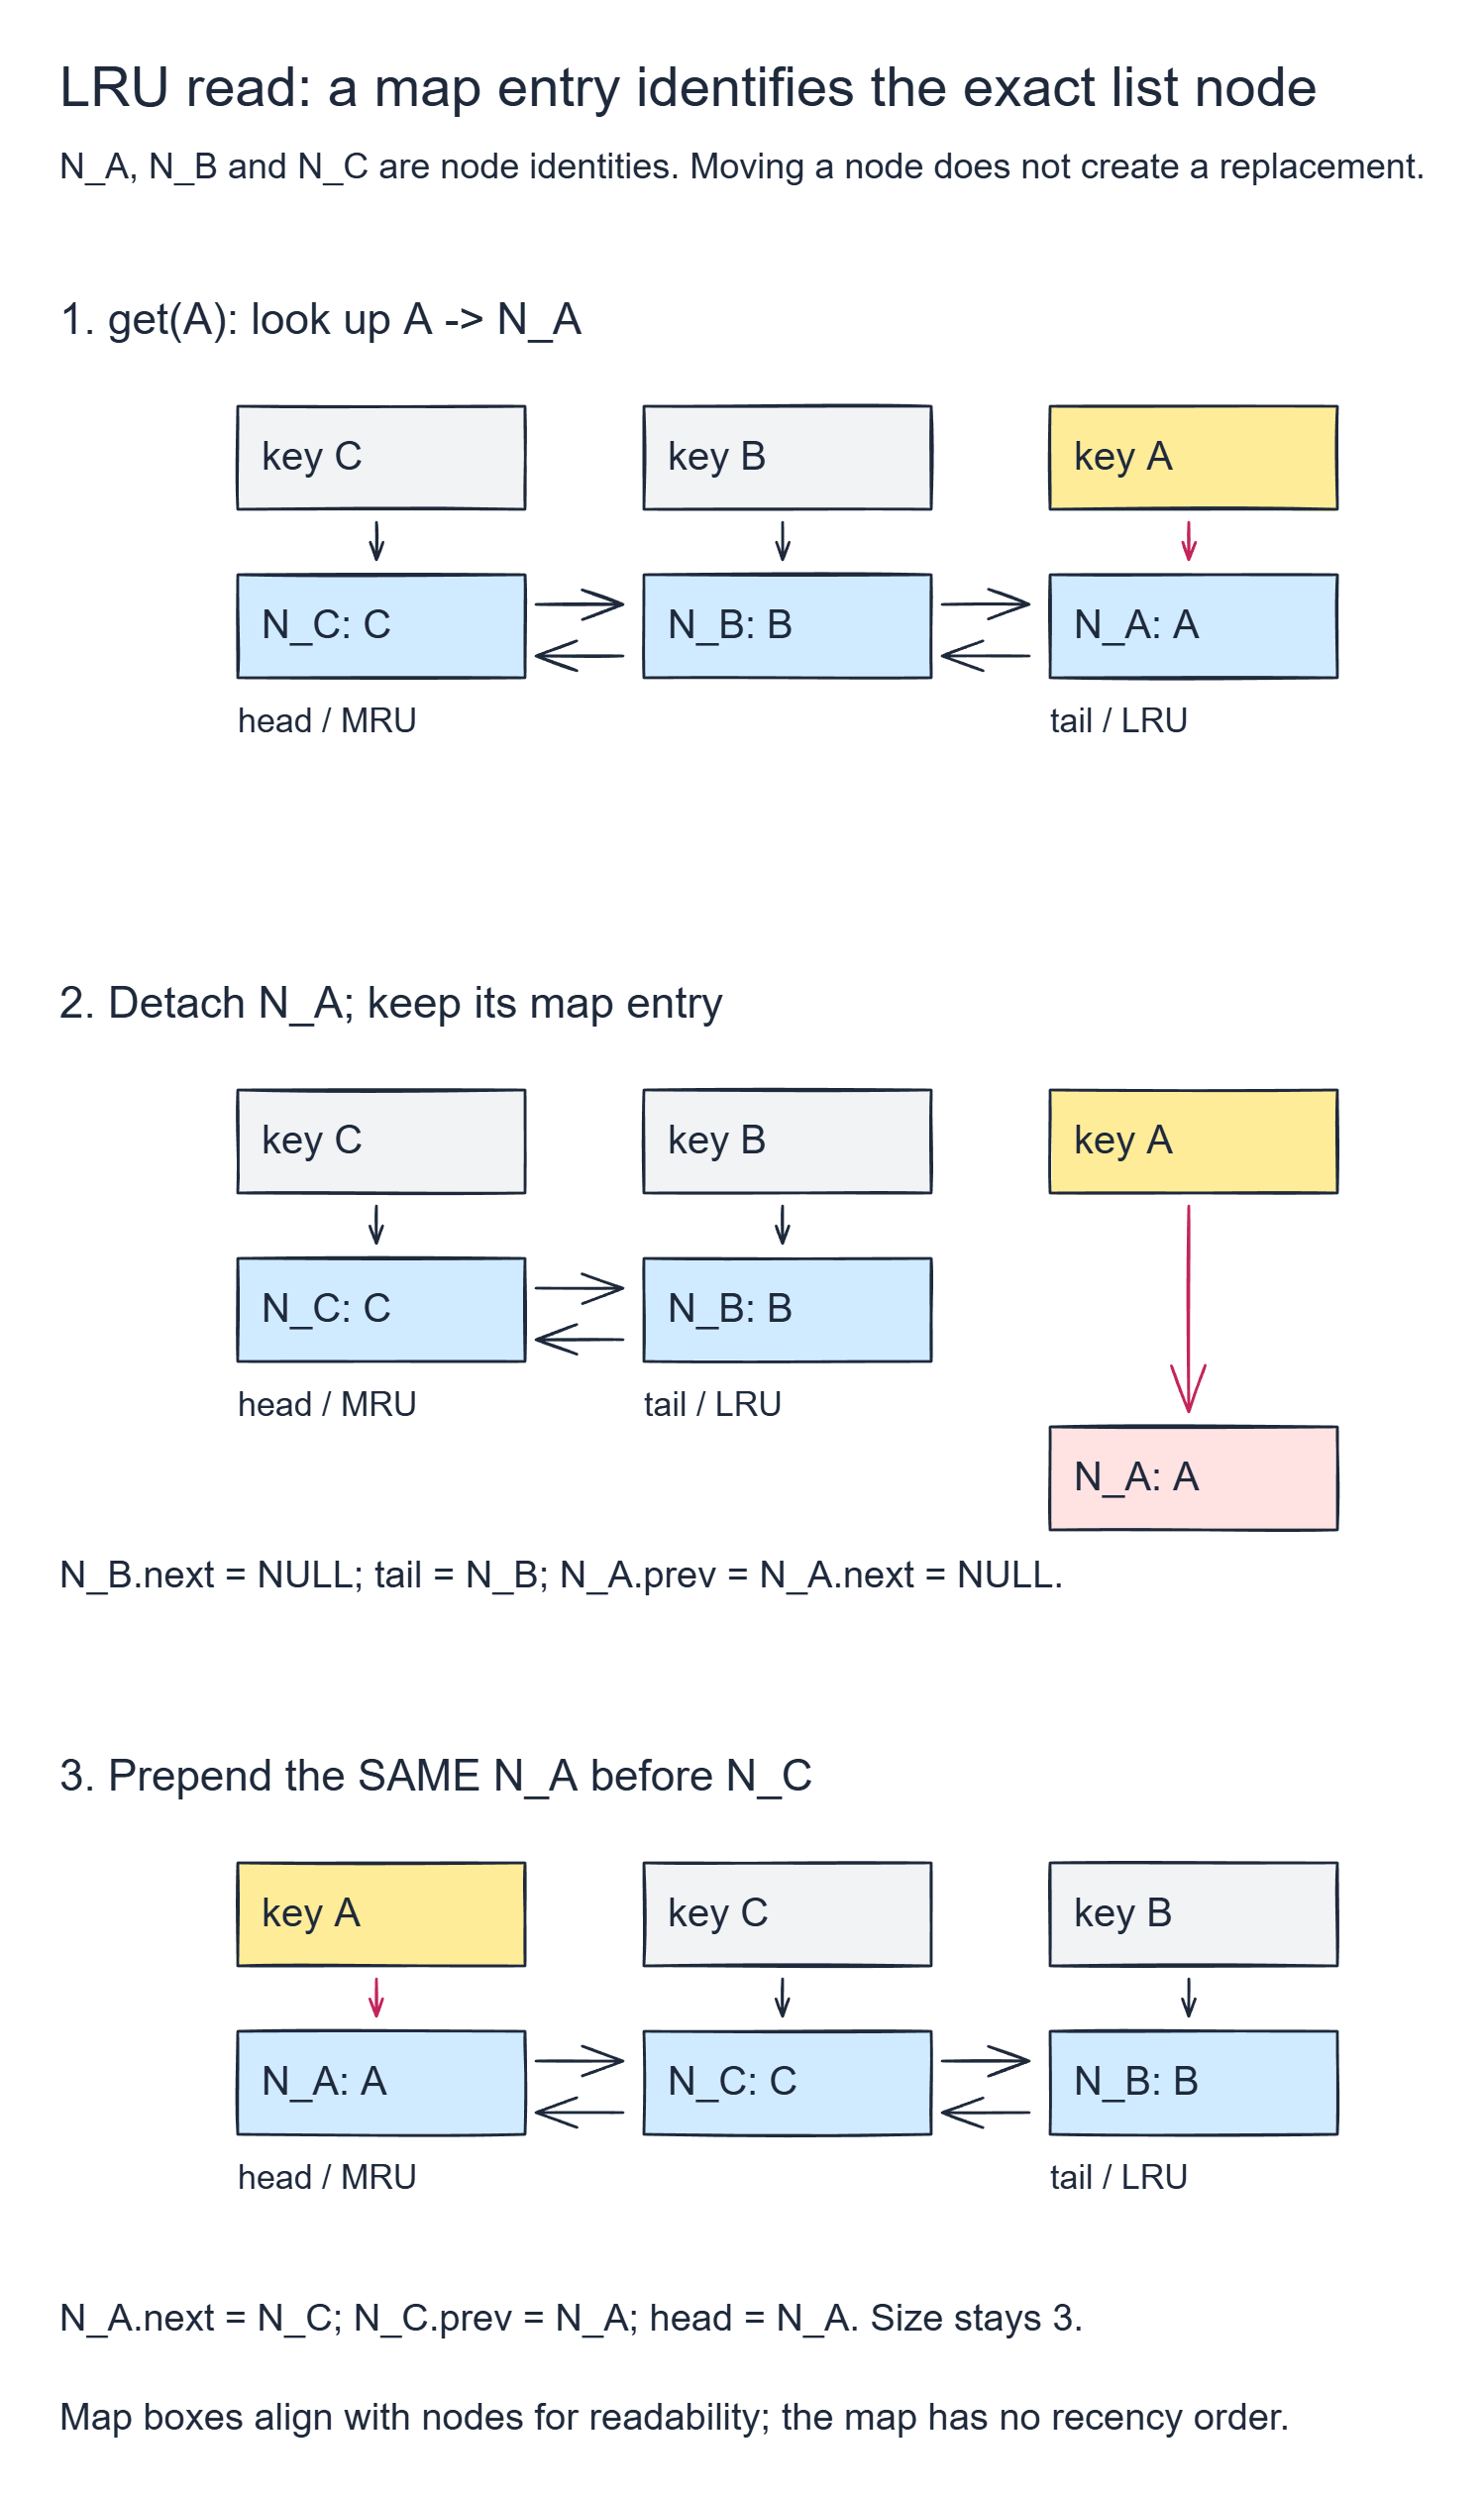 LRU read: a map entry identifies the exact list node
N_A, N_B and N_C are node identities. Moving a node does not create a replacement.
1. get(A): look up A -> N_A
key C
key B
key A
N_C: C
N_B: B
N_A: A
head / MRU
tail / LRU
2. Detach N_A; keep its map entry
key C
key B
key A
N_C: C
N_B: B
head / MRU
tail / LRU
N_A: A
N_B.next = NULL; tail = N_B; N_A.prev = N_A.next = NULL.
3. Prepend the SAME N_A before N_C
key A
key C
key B
N_A: A
N_C: C
N_B: B
head / MRU
tail / LRU
N_A.next = N_C; N_C.prev = N_A; head = N_A. Size stays 3.
Map boxes align with nodes for readability; the map has no recency order.